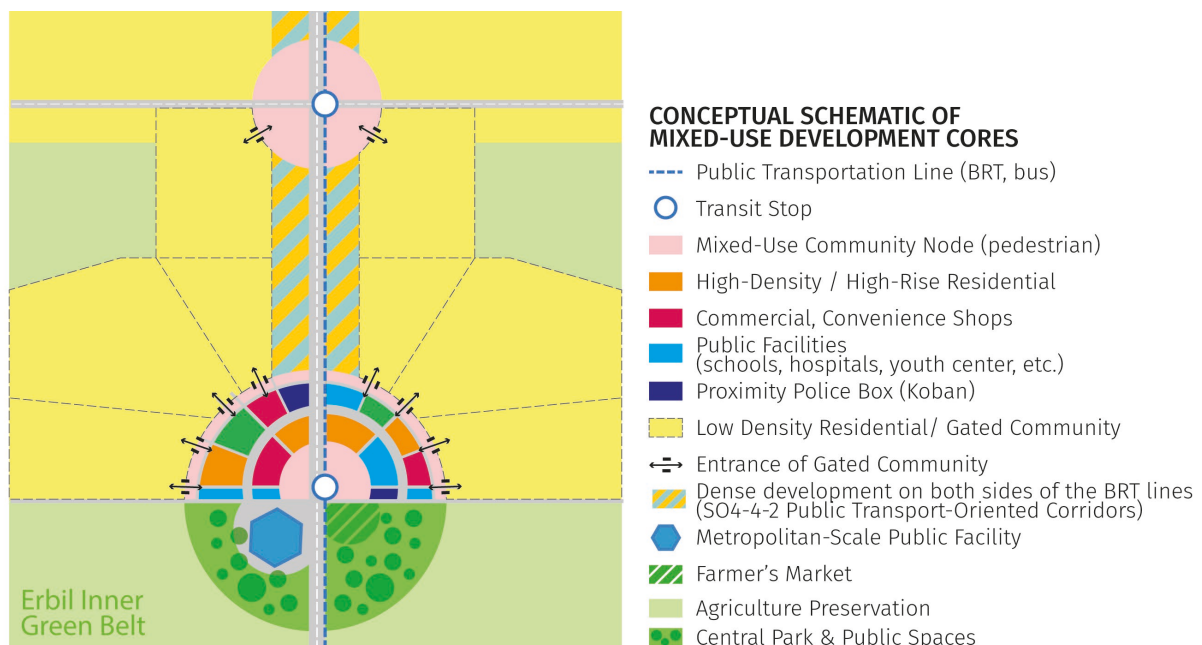 CONCEPTUAL SCHEMATIC OF
MIXED-USE DEVELOPMENT CORES
Public Transportation Line (BRT, bus)
Transit Stop
Mixed-Use Community Node (pedestrian)
High-Density / High-Rise Residential
Commercial, Convenience Shops
Public Facilities
(schools, hospitals, youth center, etc.)
Proximity Police Box (Koban)
Low Density Residential/ Gated Community
Entrance of Gated Community
Dense development on both sides of the BRT lines
(SO4-4-2 Public Transport-Oriented Corridors)
Metropolitan-Scale Public Facility
Farmer's Market
Agriculture Preservation
Central Park & Public Spaces
Erbil Inner
Green Belt